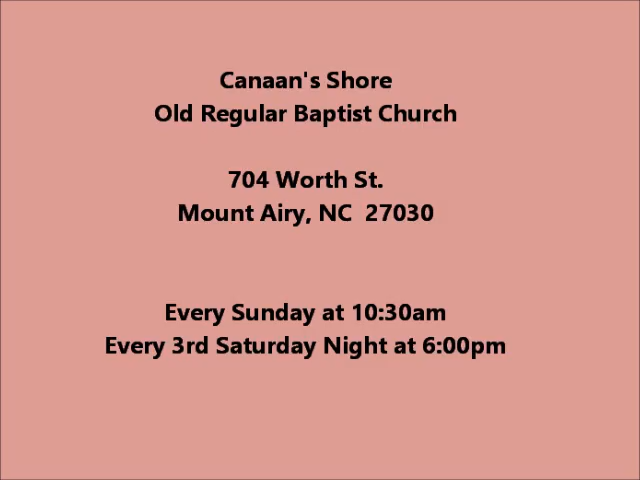 Canaan's Shore
Old Regular Baptist Church
704 Worth St.
Mount Airy, NC  27030
Every Sunday at 10:30am
Every 3rd Saturday Night at 6:00pm